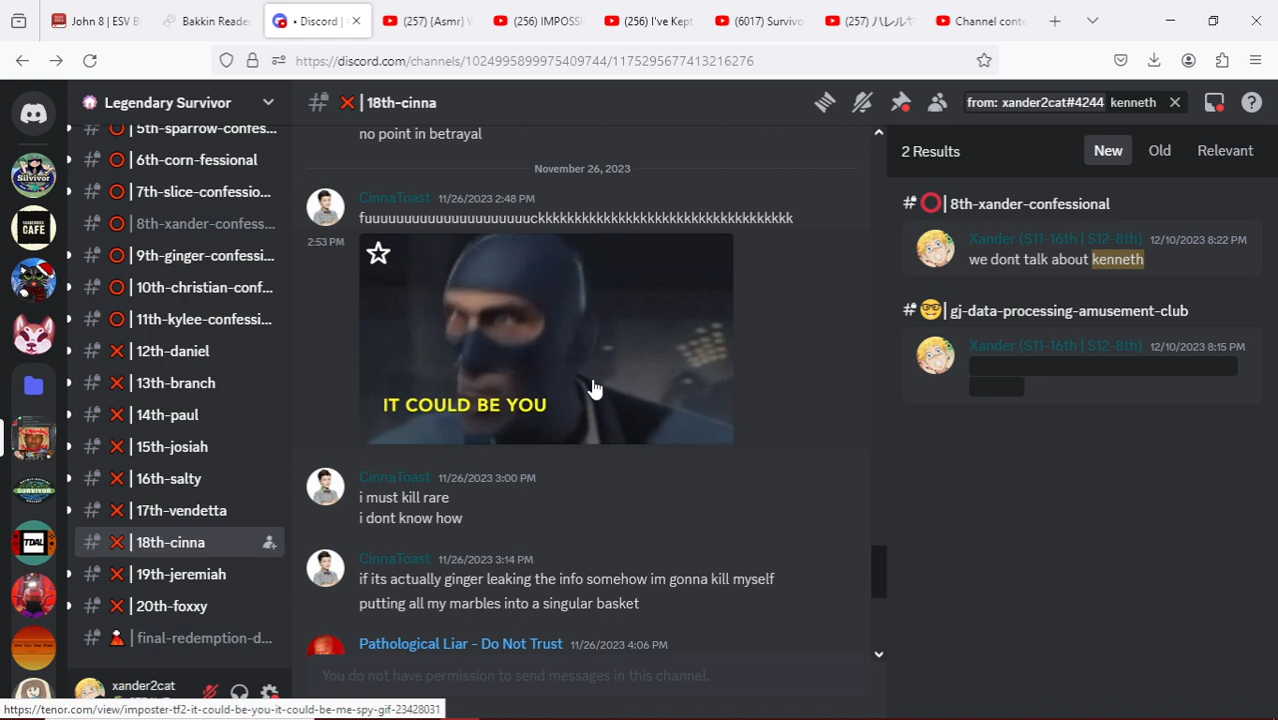 John 8 | ESV B
Bakkin Reade
• Discord |
(257) {Asmr} W
(256) IMPOSS
(256) I've Kept
(6017) Survivo
(257) ハレルヤ
Channel conte
https://discord.com/channels/1024995899975409744/1175295677413216276
Legendary Survivor
| 18th-cinna
from: xander2cat#4244 kenneth
| 5th-sparrow-confes...
| 6th-corn-fessional
| 7th-slice-confessio...
| 8th-xander-confess...
| 9th-ginger-confessi...
| 10th-christian-conf...
| 11th-kylee-confessi...
| 12th-daniel
| 13th-branch
| 14th-paul
| 15th-josiah
| 16th-salty
| 17th-vendetta
| 18th-cinna
| 19th-jeremiah
| 20th-foxxy
final-redemption-d...
xander2cat
no point in betrayal
November 26, 2023
CinnaToast 11/26/2023 2:48 PM
fuuuuuuuuuuuuuuuuuuuuuuckkkkkkkkkkkkkkkkkkkkkkkkkkkkkkkkkkk
2:53 PM
IT COULD BE YOU
CinnaToast 11/26/2023 3:00 PM
i must kill rare
i dont know how
CinnaToast 11/26/2023 3:14 PM
if its actually ginger leaking the info somehow im gonna kill myself
putting all my marbles into a singular basket
Pathological Liar - Do Not Trust 11/26/2023 4:06 PM
You do not have permission to send messages in this channel.
2 Results
New
Old
Relevant
| 8th-xander-confessional
Xander (S11-16th | S12-8th) 12/10/2023 8:22 PM
we dont talk about kenneth
| gj-data-processing-amusement-club
Xander (S11-16th | S12-8th) 12/10/2023 8:15 PM
SILVIVOR
CAFE
SURVIVOR
TDAL
https://tenor.com/view/imposter-tf2-it-could-be-you-it-could-be-me-spy-gif-23428031